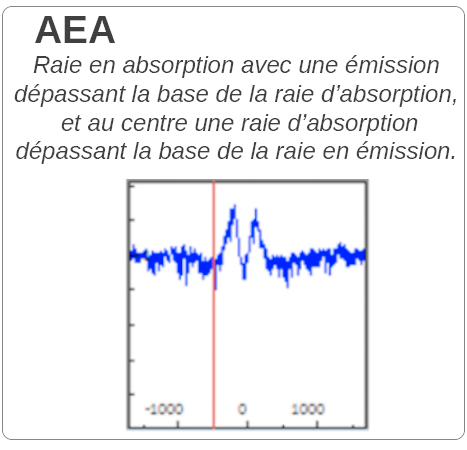 AEA
Raie en absorption avec une émission
dépassant la base de la raie d’absorption,
et au centre une raie d’absorption
dépassant la base de la raie en émission.
-1000 0 1000